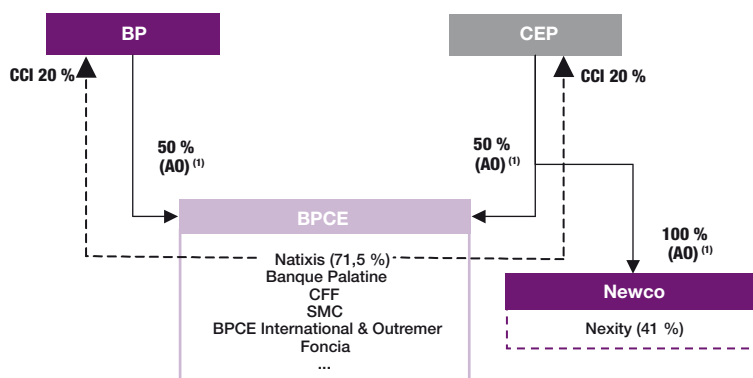 BP
CEP
CCI 20 %
CCI 20 %
50 %
(AO) (1)
50 %
(AO) (1)
BPCE
100 %
(AO) (1)
Natixis (71,5 %)
Banque Palatine
CFF
SMC
BPCE International & Outremer
Foncia
...
Newco
Nexity (41 %)